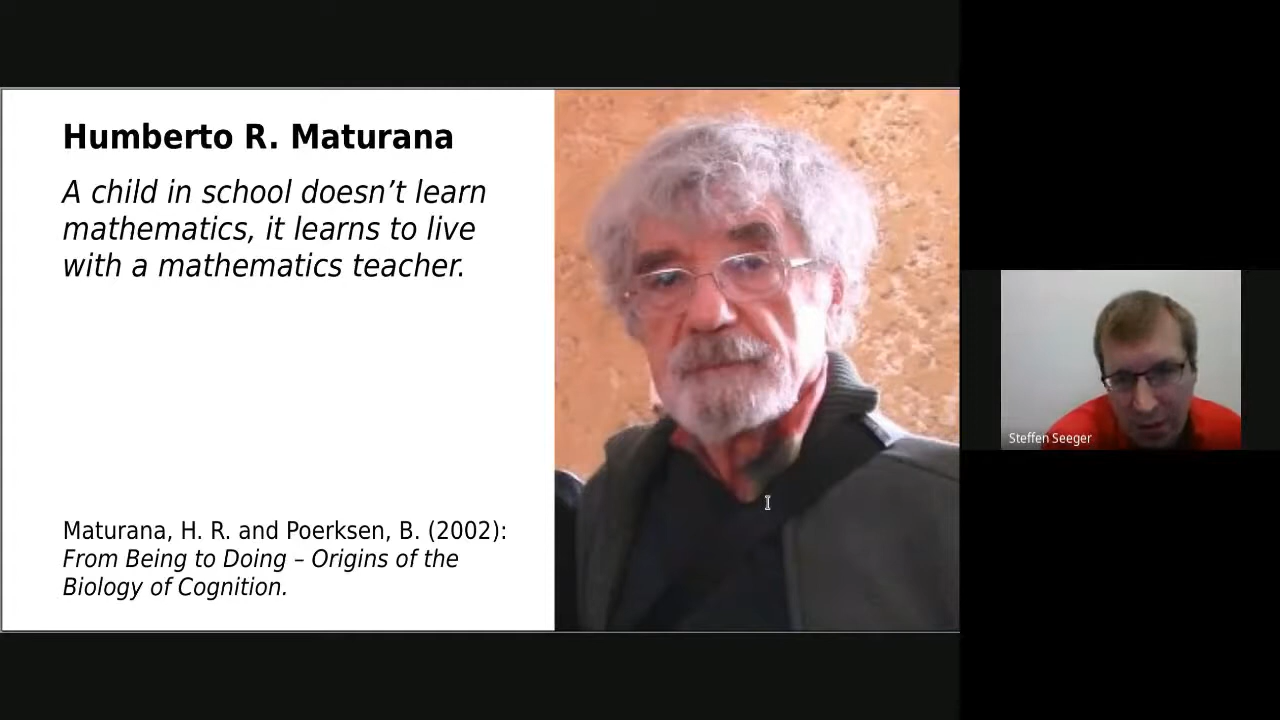 Humberto R. Maturana
A child in school doesn’t learn
mathematics, it learns to live
with a mathematics teacher.
Maturana, H. R. and Poerksen, B. (2002):
From Being to Doing – Origins of the
Biology of Cognition.
Steffen Seeger